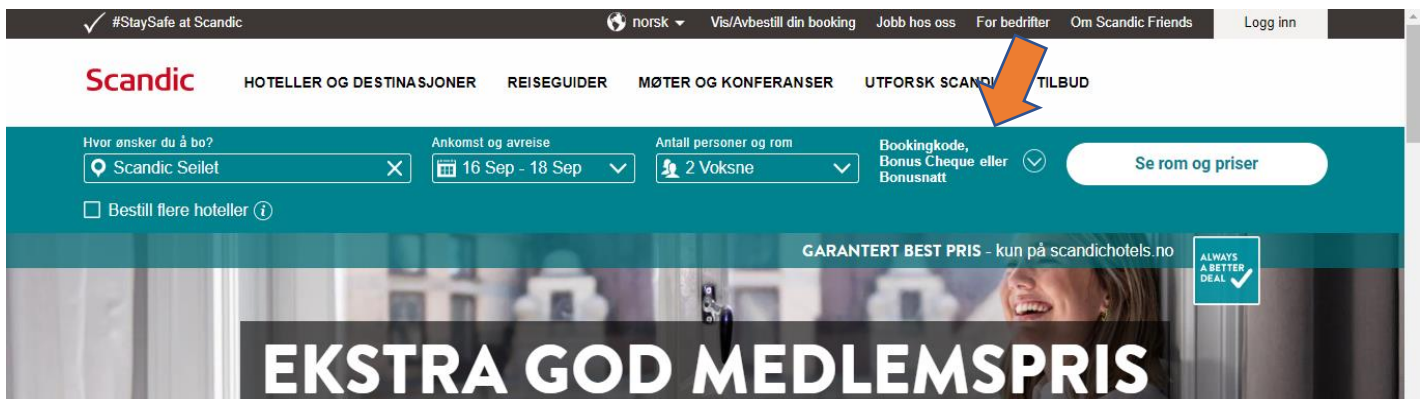 #StaySafe at Scandic norsk Vis/Avbestill din booking Jobb hos oss For bedrifter Om Scandic Friends Logg inn
Scandic HOTELLER OG DESTINASJONER REISEGUIDER MØTER OG KONFERANSER UTFORSK TILBUD
Hvor ønsker du å bo? Ankomst og avreise Antall personer og rom
Bookingkode,
Bonus Cheque eller
Bonusnatt
Scandic Seilet 16 Sep - 18 Sep 2 Voksne Se rom og priser
Bestill flere hoteller
GARANTERT BEST PRIS - kun på scandichotels.no
ALWAYS
A BETTER
DEAL
EKSTRA GOD MEDLEMSPRIS